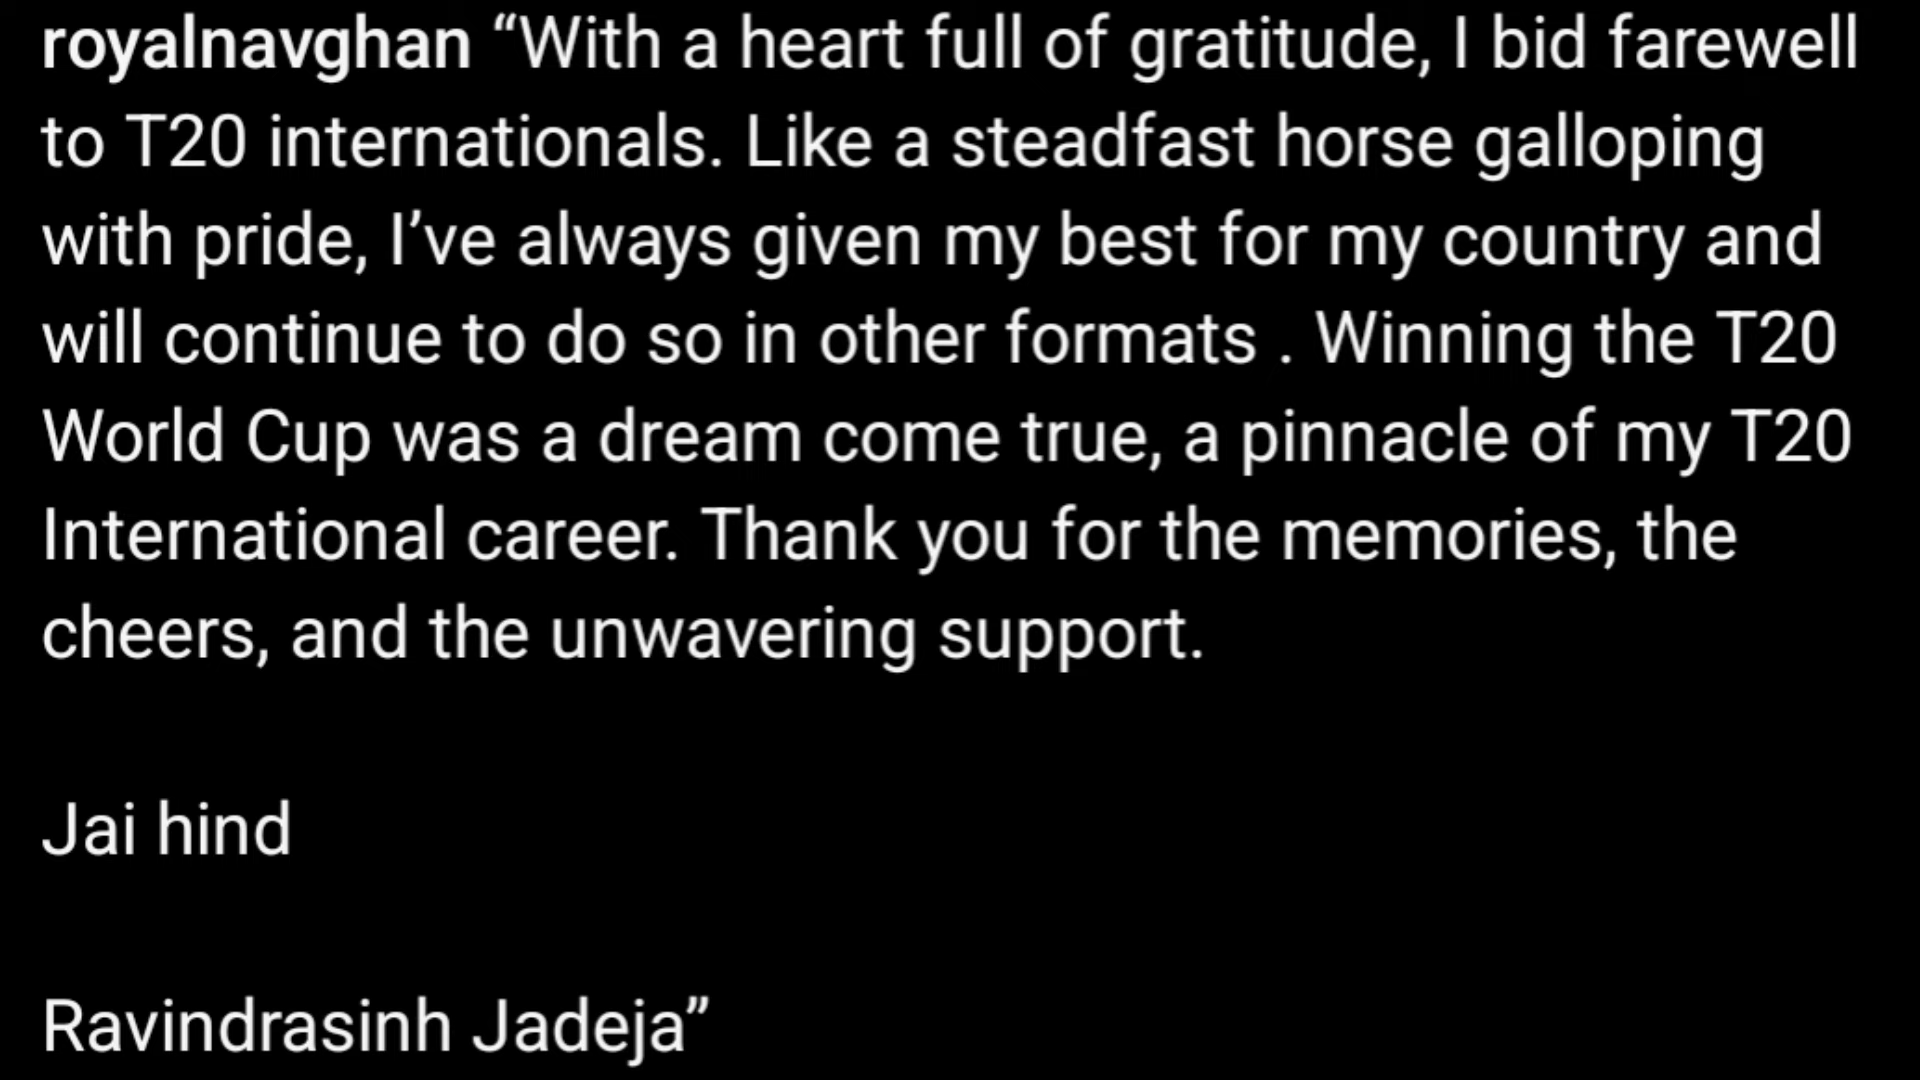 royalnavghan “With a heart full of gratitude, I bid farewell
to T20 internationals. Like a steadfast horse galloping
with pride, I’ve always given my best for my country and
will continue to do so in other formats . Winning the T20
World Cup was a dream come true, a pinnacle of my T20
International career. Thank you for the memories, the
cheers, and the unwavering support.
Jai hind
Ravindrasinh Jadeja”